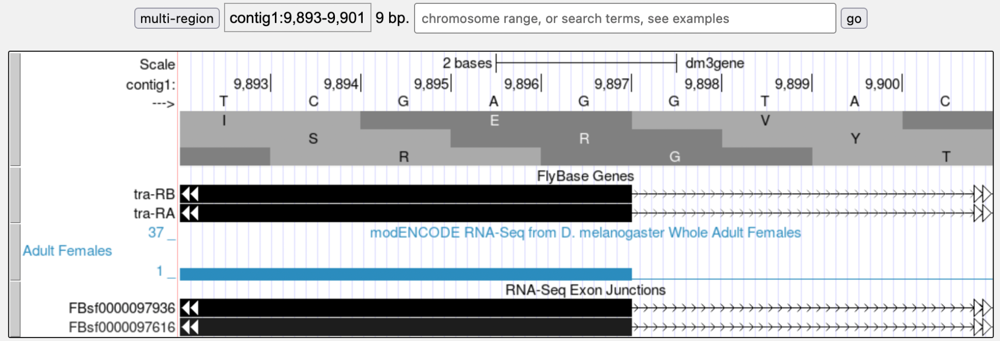 multi-region contig1:9,893-9,901 9 bp. chromosome range, or search terms, see examples go
Scale 2 bases dm3gene
contig1: 9,893 9,894 9,895 9,896 9,897 9,898 9,899 9,900
---> T C G A G G T A C
I E V
S R Y
R G T
FlyBase Genes
tra-RB
tra-RA
37 _ modENCODE RNA-Seq from D. melanogaster Whole Adult Females
Adult Females
1 _
RNA-Seq Exon Junctions
FBsf0000097936
FBsf0000097616